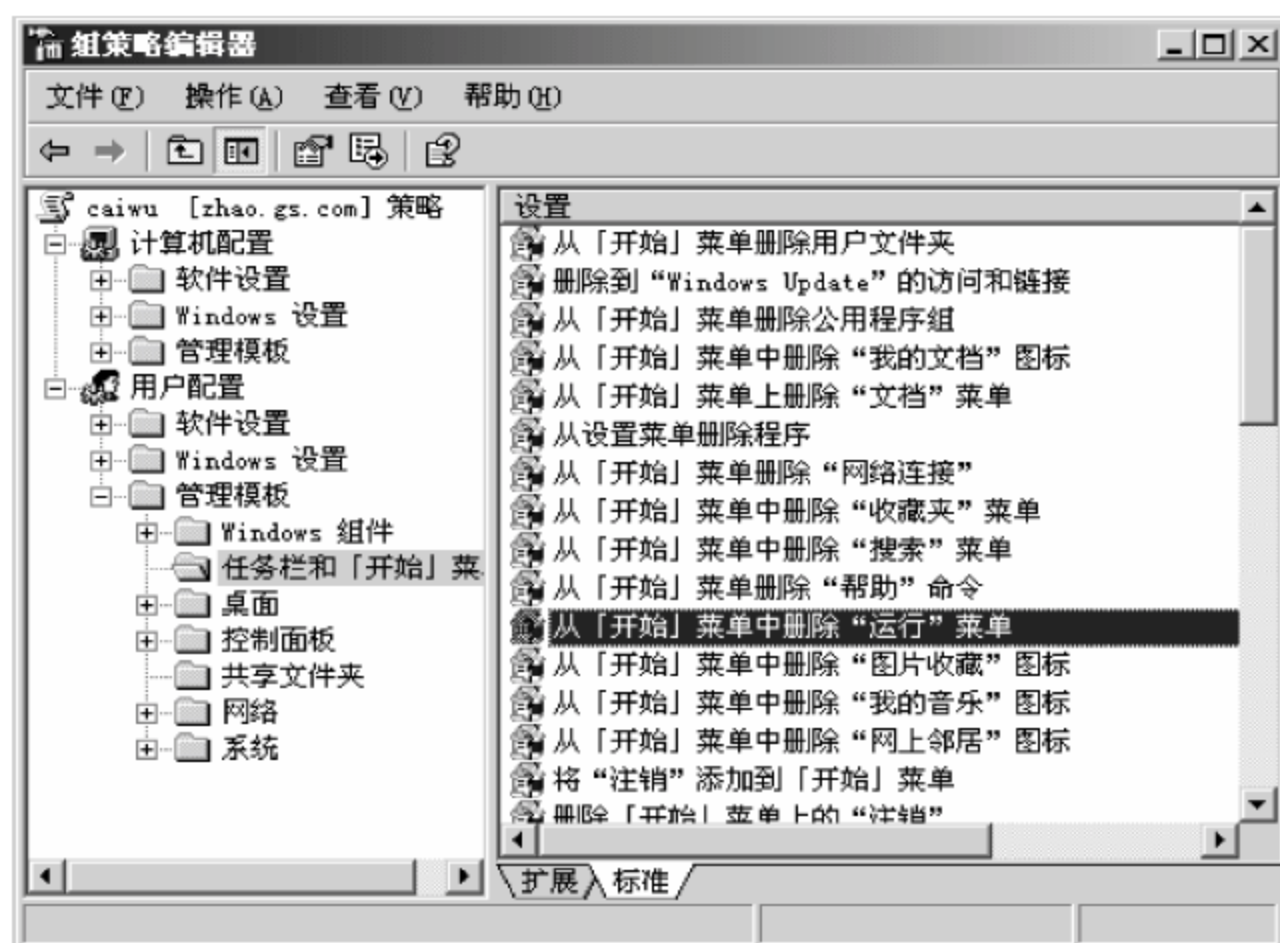 组策略编辑器
文件(F) 操作(A) 查看(V) 帮助(H)
caiwu [zhao.gs.com] 策略
计算机配置
软件设置
Windows 设置
管理模板
用户配置
软件设置
Windows 设置
管理模板
Windows 组件
任务栏和「开始」菜
桌面
控制面板
共享文件夹
网络
系统
设置
从「开始」菜单删除用户文件夹
删除到“Windows Update”的访问和链接
从「开始」菜单删除公用程序组
从「开始」菜单中删除“我的文档”图标
从「开始」菜单上删除“文档”菜单
从设置菜单删除程序
从「开始」菜单删除“网络连接”
从「开始」菜单中删除“收藏夹”菜单
从「开始」菜单中删除“搜索”菜单
从「开始」菜单删除“帮助”命令
从「开始」菜单中删除“运行”菜单
从「开始」菜单中删除“图片收藏”图标
从「开始」菜单中删除“我的音乐”图标
从「开始」菜单中删除“网上邻居”图标
将“注销”添加到「开始」菜单
删除「开始」菜单上的“注销”
扩展 标准